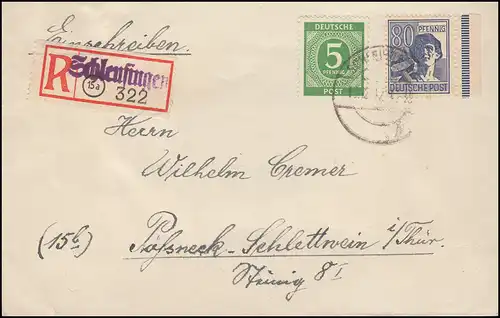 Einschreiben.
R Schleusingen
15a
322
DEUTSCHE
5
PFENNIG
POST
80 PFENNIG
DEUTSCHE POST
Herrn
Wilhelm Cremer
(15b) Pößneck-Schlettwein i/Thür.
8 I